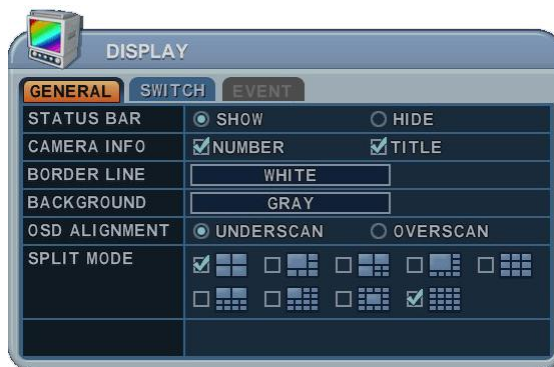 DISPLAY
GENERAL SWITCH EVENT
STATUS BAR SHOW HIDE
CAMERA INFO NUMBER TITLE
BORDER LINE WHITE
BACKGROUND GRAY
OSD ALIGNMENT UNDERSCAN OVERSCAN
SPLIT MODE